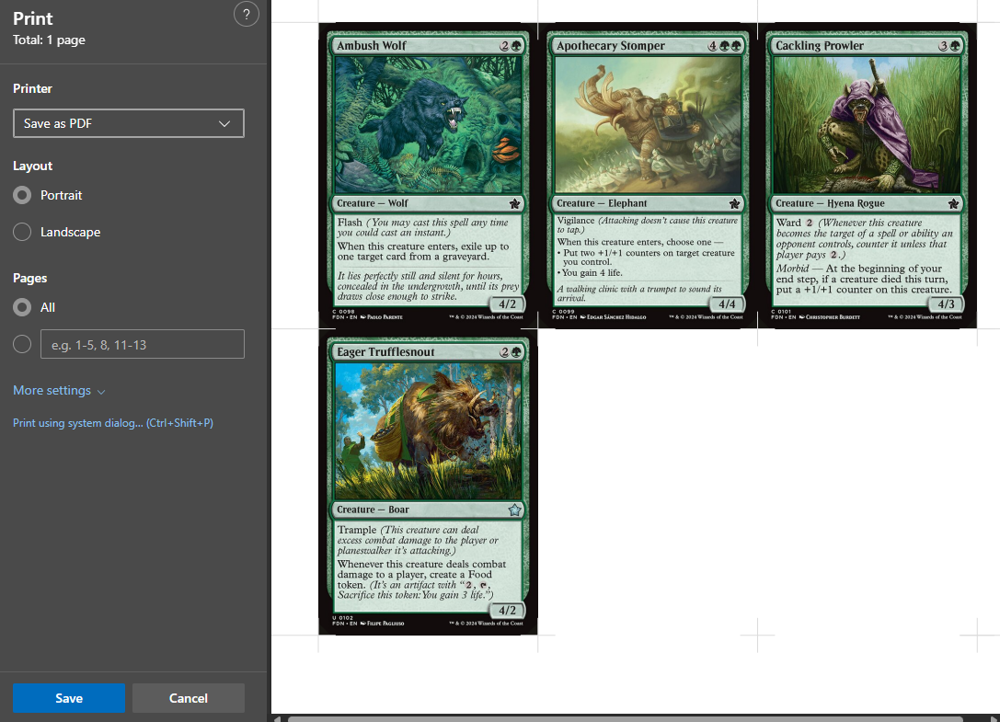 Print
?
Total: 1 page
Printer
Save as PDF
Layout
Portrait
Landscape
Pages
All
e.g. 1-5, 8, 11-13
More settings
Print using system dialog... (Ctrl+Shift+P)
Save
Cancel
Ambush Wolf 2
Creature — Wolf
Flash (You may cast this spell any time
you could cast an instant.)
When this creature enters, exile up to
one target card from a graveyard.
It lies perfectly still and silent for hours,
concealed in the undergrowth, until its prey
draws close enough to strike.
4/2
C 0098
FDN • EN Paolo Parente
™ & © 2024 Wizards of the Coast
Apothecary Stomper 4
Creature — Elephant
Vigilance (Attacking doesn't cause this creature
to tap.)
When this creature enters, choose one —
• Put two +1/+1 counters on target creature
you control.
• You gain 4 life.
A walking clinic with a trumpet to sound its
arrival.
4/4
C 0099
FDN • EN Edgar Sánchez Hidalgo
™ & © 2024 Wizards of the Coast
Cackling Prowler 3
Creature — Hyena Rogue
Ward 2 (Whenever this creature
becomes the target of a spell or ability an
opponent controls, counter it unless that
player pays 2.)
Morbid — At the beginning of your
end step, if a creature died this turn,
put a +1/+1 counter on this creature.
4/3
C 0101
FDN • EN Christopher Burdett
™ & © 2024 Wizards of the Coast
Eager Trufflesnout 2
Creature — Boar
Trample (This creature can deal
excess combat damage to the player or
planeswalker it's attacking.)
Whenever this creature deals combat
damage to a player, create a Food
token. (It's an artifact with “2, ,
Sacrifice this token: You gain 3 life.”)
4/2
U 0102
FDN • EN Filipe Pagliuso
™ & © 2024 Wizards of the Coast